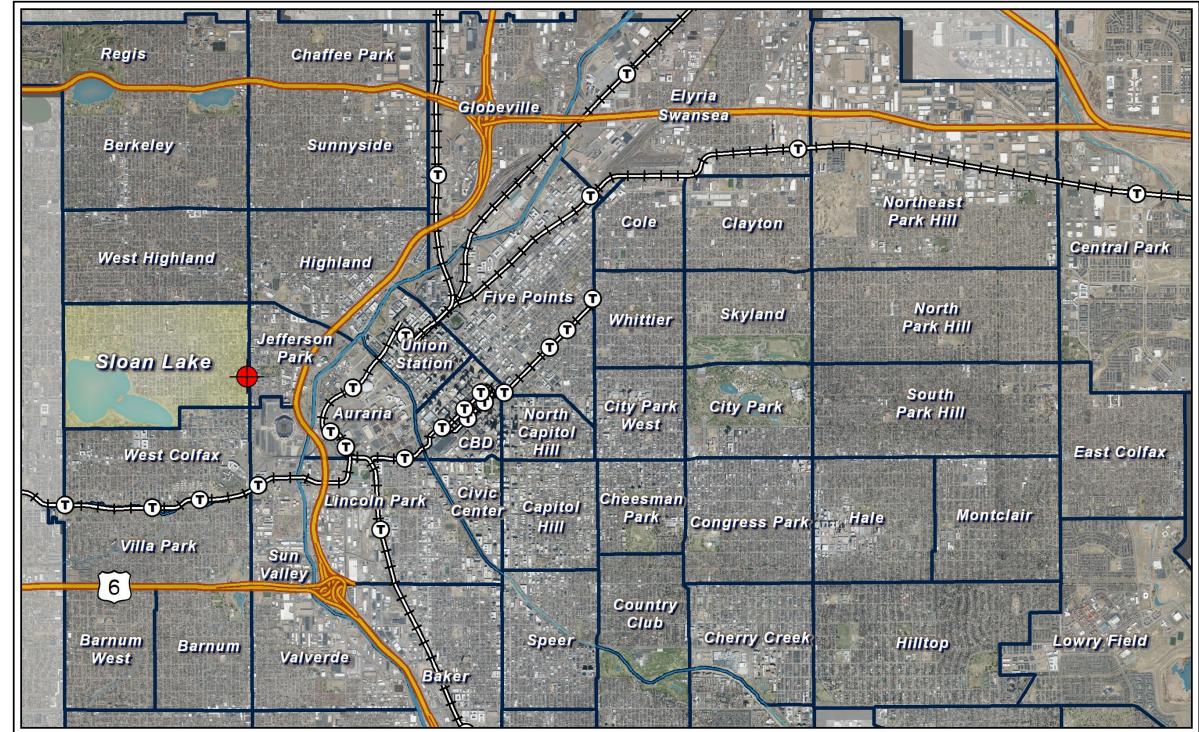 Regis
Chaffee Park
Globeville
Elyria
Swansea
Berkeley
Sunnyside
T
T
T
T
T
Cole
Clayton
Northeast
Park Hill
Central Park
West Highland
Highland
Five Points
T
Whittier
Skyland
North
Park Hill
Sloan Lake
Jefferson
Park
T
Union
Station
T
T
T
Auraria
T
T
T
T
T
T
T
T
T
CBD
North
Capitol
Hill
City Park
West
City Park
South
Park Hill
West Colfax
T
T
T
T
T
Lincoln Park
Civic
Center
Capitol
Hill
Cheesman
Park
Congress Park
Hale
Montclair
East Colfax
Villa Park
T
Sun
Valley
6
Barnum
West
Barnum
Valverde
Baker
Speer
Country
Club
Cherry Creek
Hilltop
Lowry Field